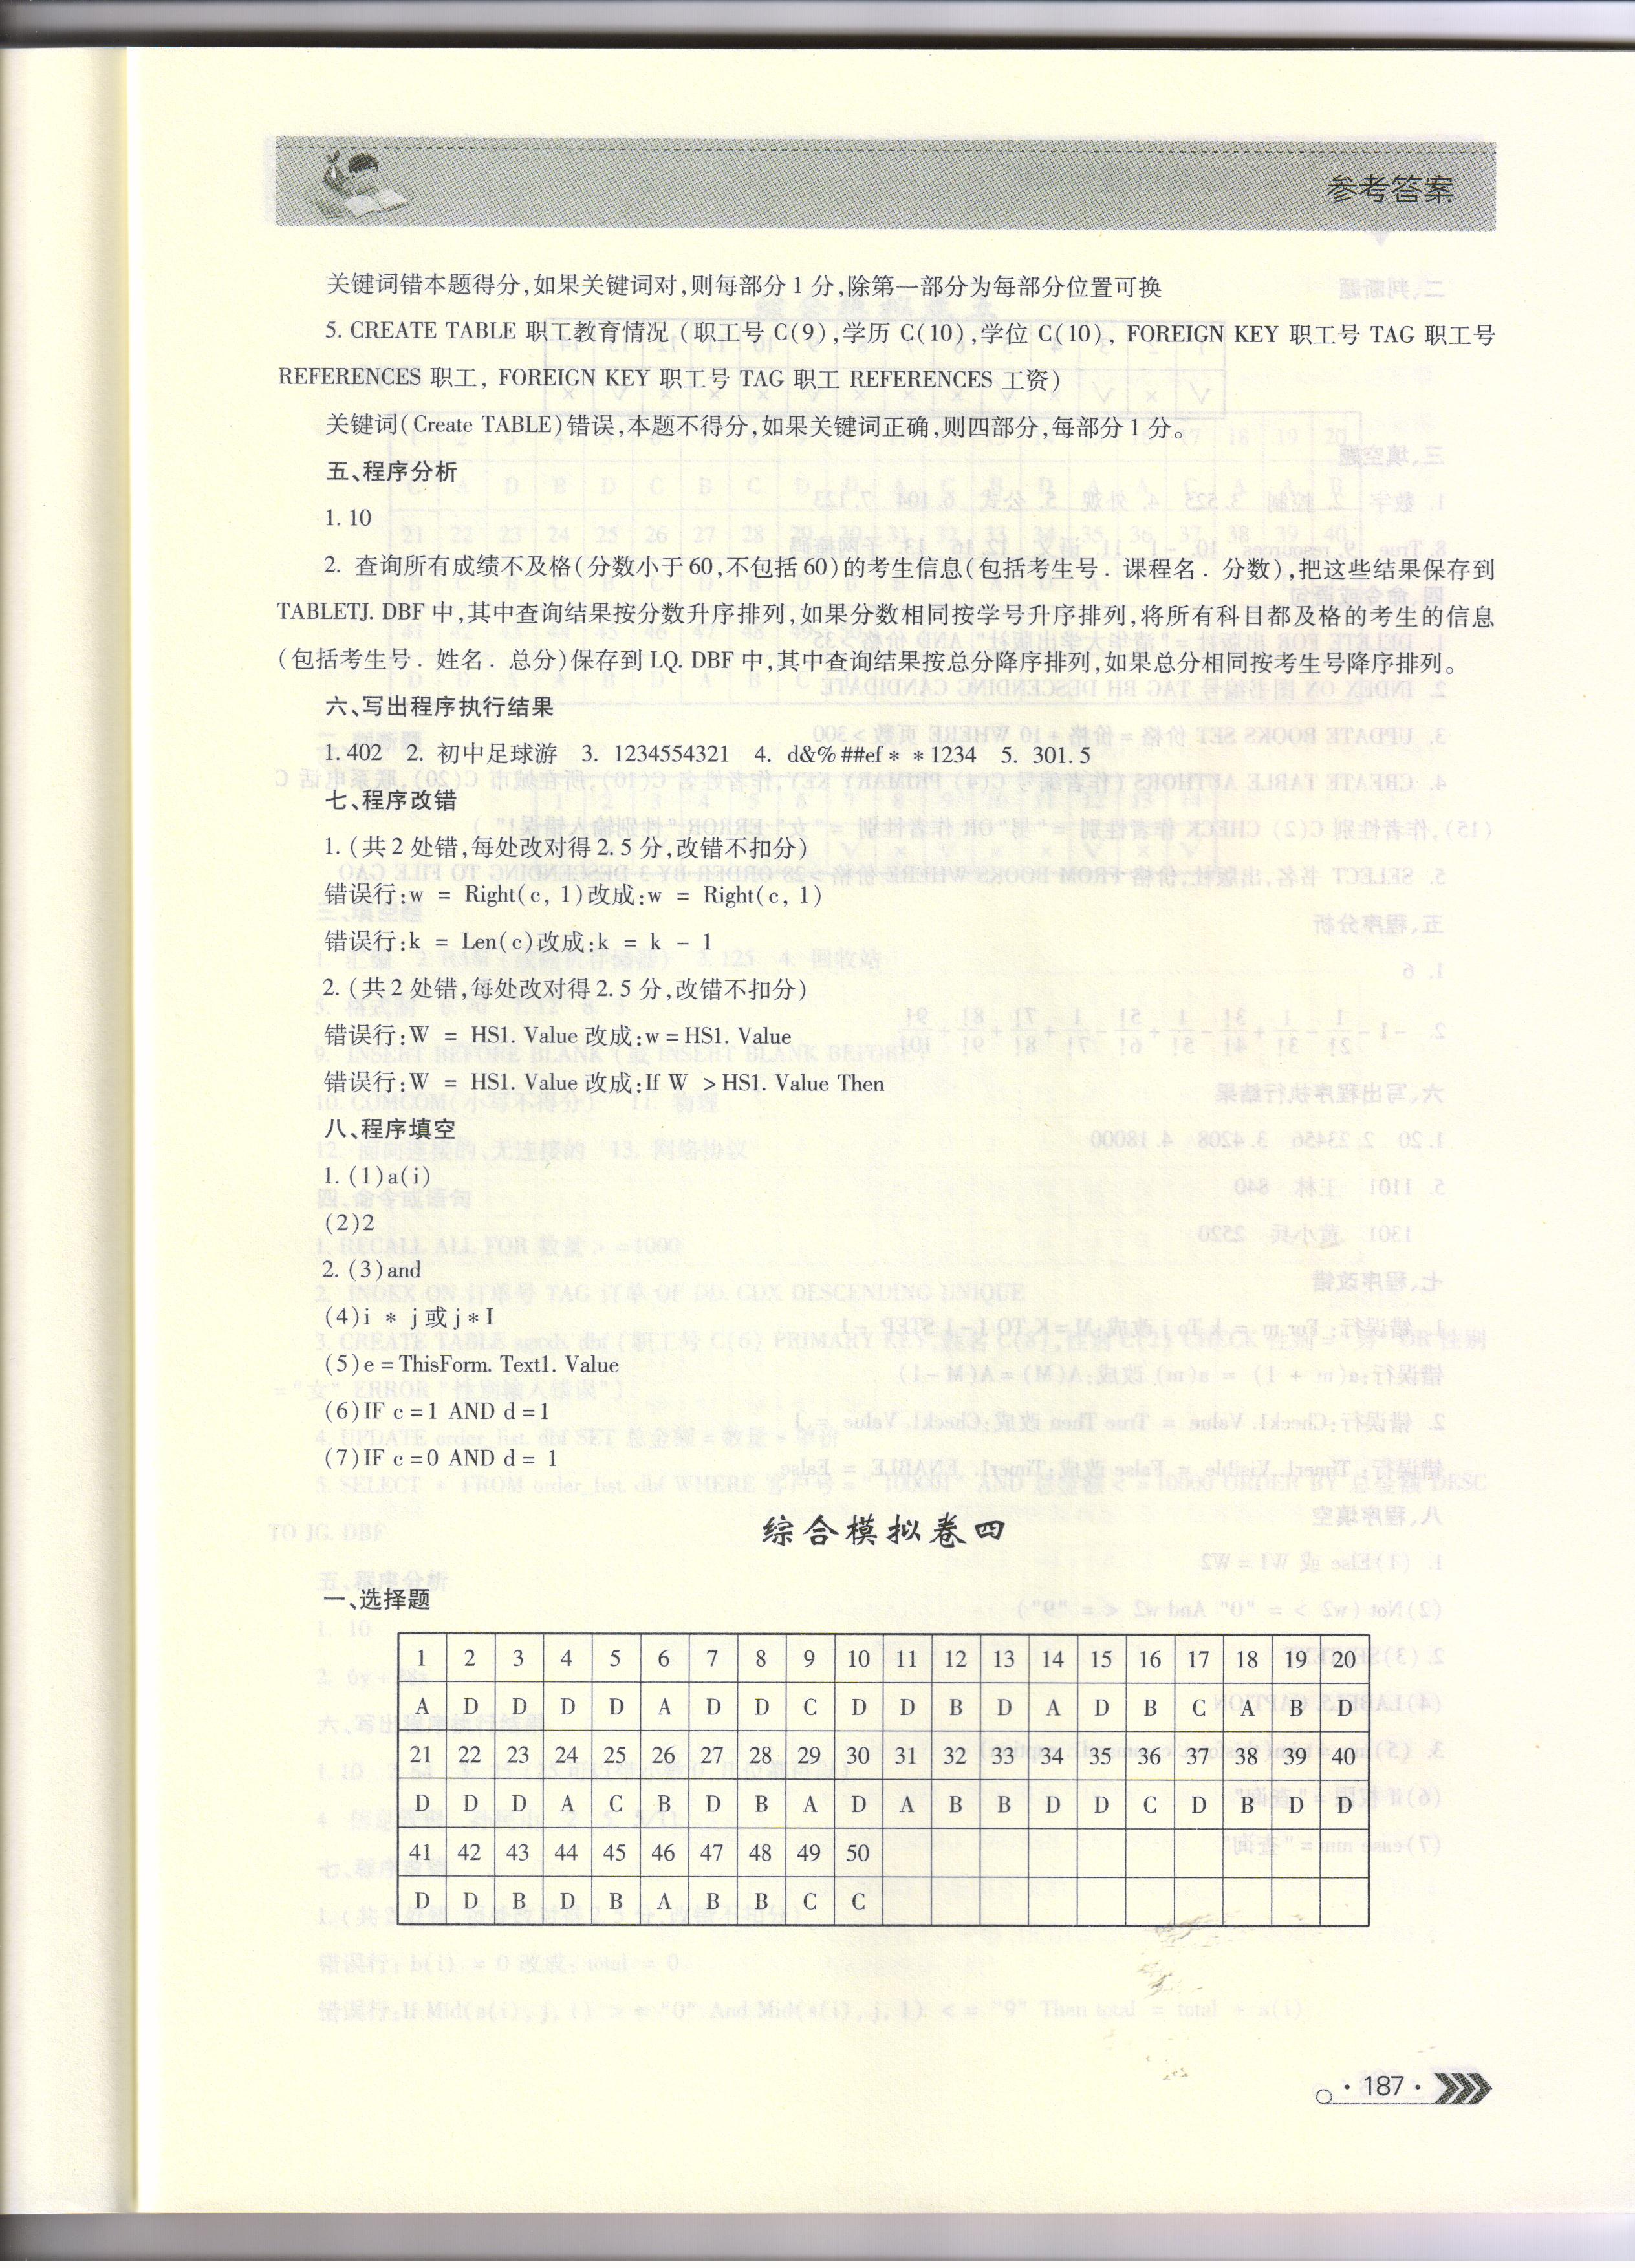 参考答案
关键词错本题得分,如果关键词对,则每部分1分,除第一部分为每部分位置可换
5. CREATE TABLE 职工教育情况 (职工号 C(9),学历 C(10),学位 C(10), FOREIGN KEY 职工号 TAG 职工号
REFERENCES 职工, FOREIGN KEY 职工号 TAG 职工 REFERENCES 工资)
关键词(Create TABLE)错误,本题不得分,如果关键词正确,则四部分,每部分1分。
五、程序分析
1. 10
2. 查询所有成绩不及格(分数小于60,不包括60)的考生信息(包括考生号. 课程名. 分数),把这些结果保存到
TABLETJ. DBF 中,其中查询结果按分数升序排列,如果分数相同按学号升序排列,将所有科目都及格的考生的信息
(包括考生号. 姓名. 总分)保存到 LQ. DBF 中,其中查询结果按总分降序排列,如果总分相同按考生号降序排列。
六、写出程序执行结果
1.402 2. 初中足球游 3. 1234554321 4. d&%##ef* *1234 5. 301.5
七、程序改错
1. (共2处错,每处改对得2.5分,改错不扣分)
错误行:w = Right(c, 1)改成:w = Right(c, 1)
错误行:k = Len(c)改成:k = k - 1
2. (共2处错,每处改对得2.5分,改错不扣分)
错误行:W = HS1. Value 改成:w=HS1. Value
错误行:W = HS1. Value 改成:If W >HS1. Value Then
八、程序填空
1. (1)a(i)
(2)2
2. (3)and
(4)i * j或j*I
(5)e=ThisForm. Text1. Value
(6)IF c=1 AND d=1
(7)IF c=0 AND d= 1
综合模拟卷四
一、选择题
1 2 3 4 5 6 7 8 9 10 11 12 13 14 15 16 17 18 19 20
A D D D D A D D C D D B D A D B C A B D
21 22 23 24 25 26 27 28 29 30 31 32 33 34 35 36 37 38 39 40
D D D A C B D B A D A B B D D C D B D D
41 42 43 44 45 46 47 48 49 50
D D B D B A B B C C
·187·